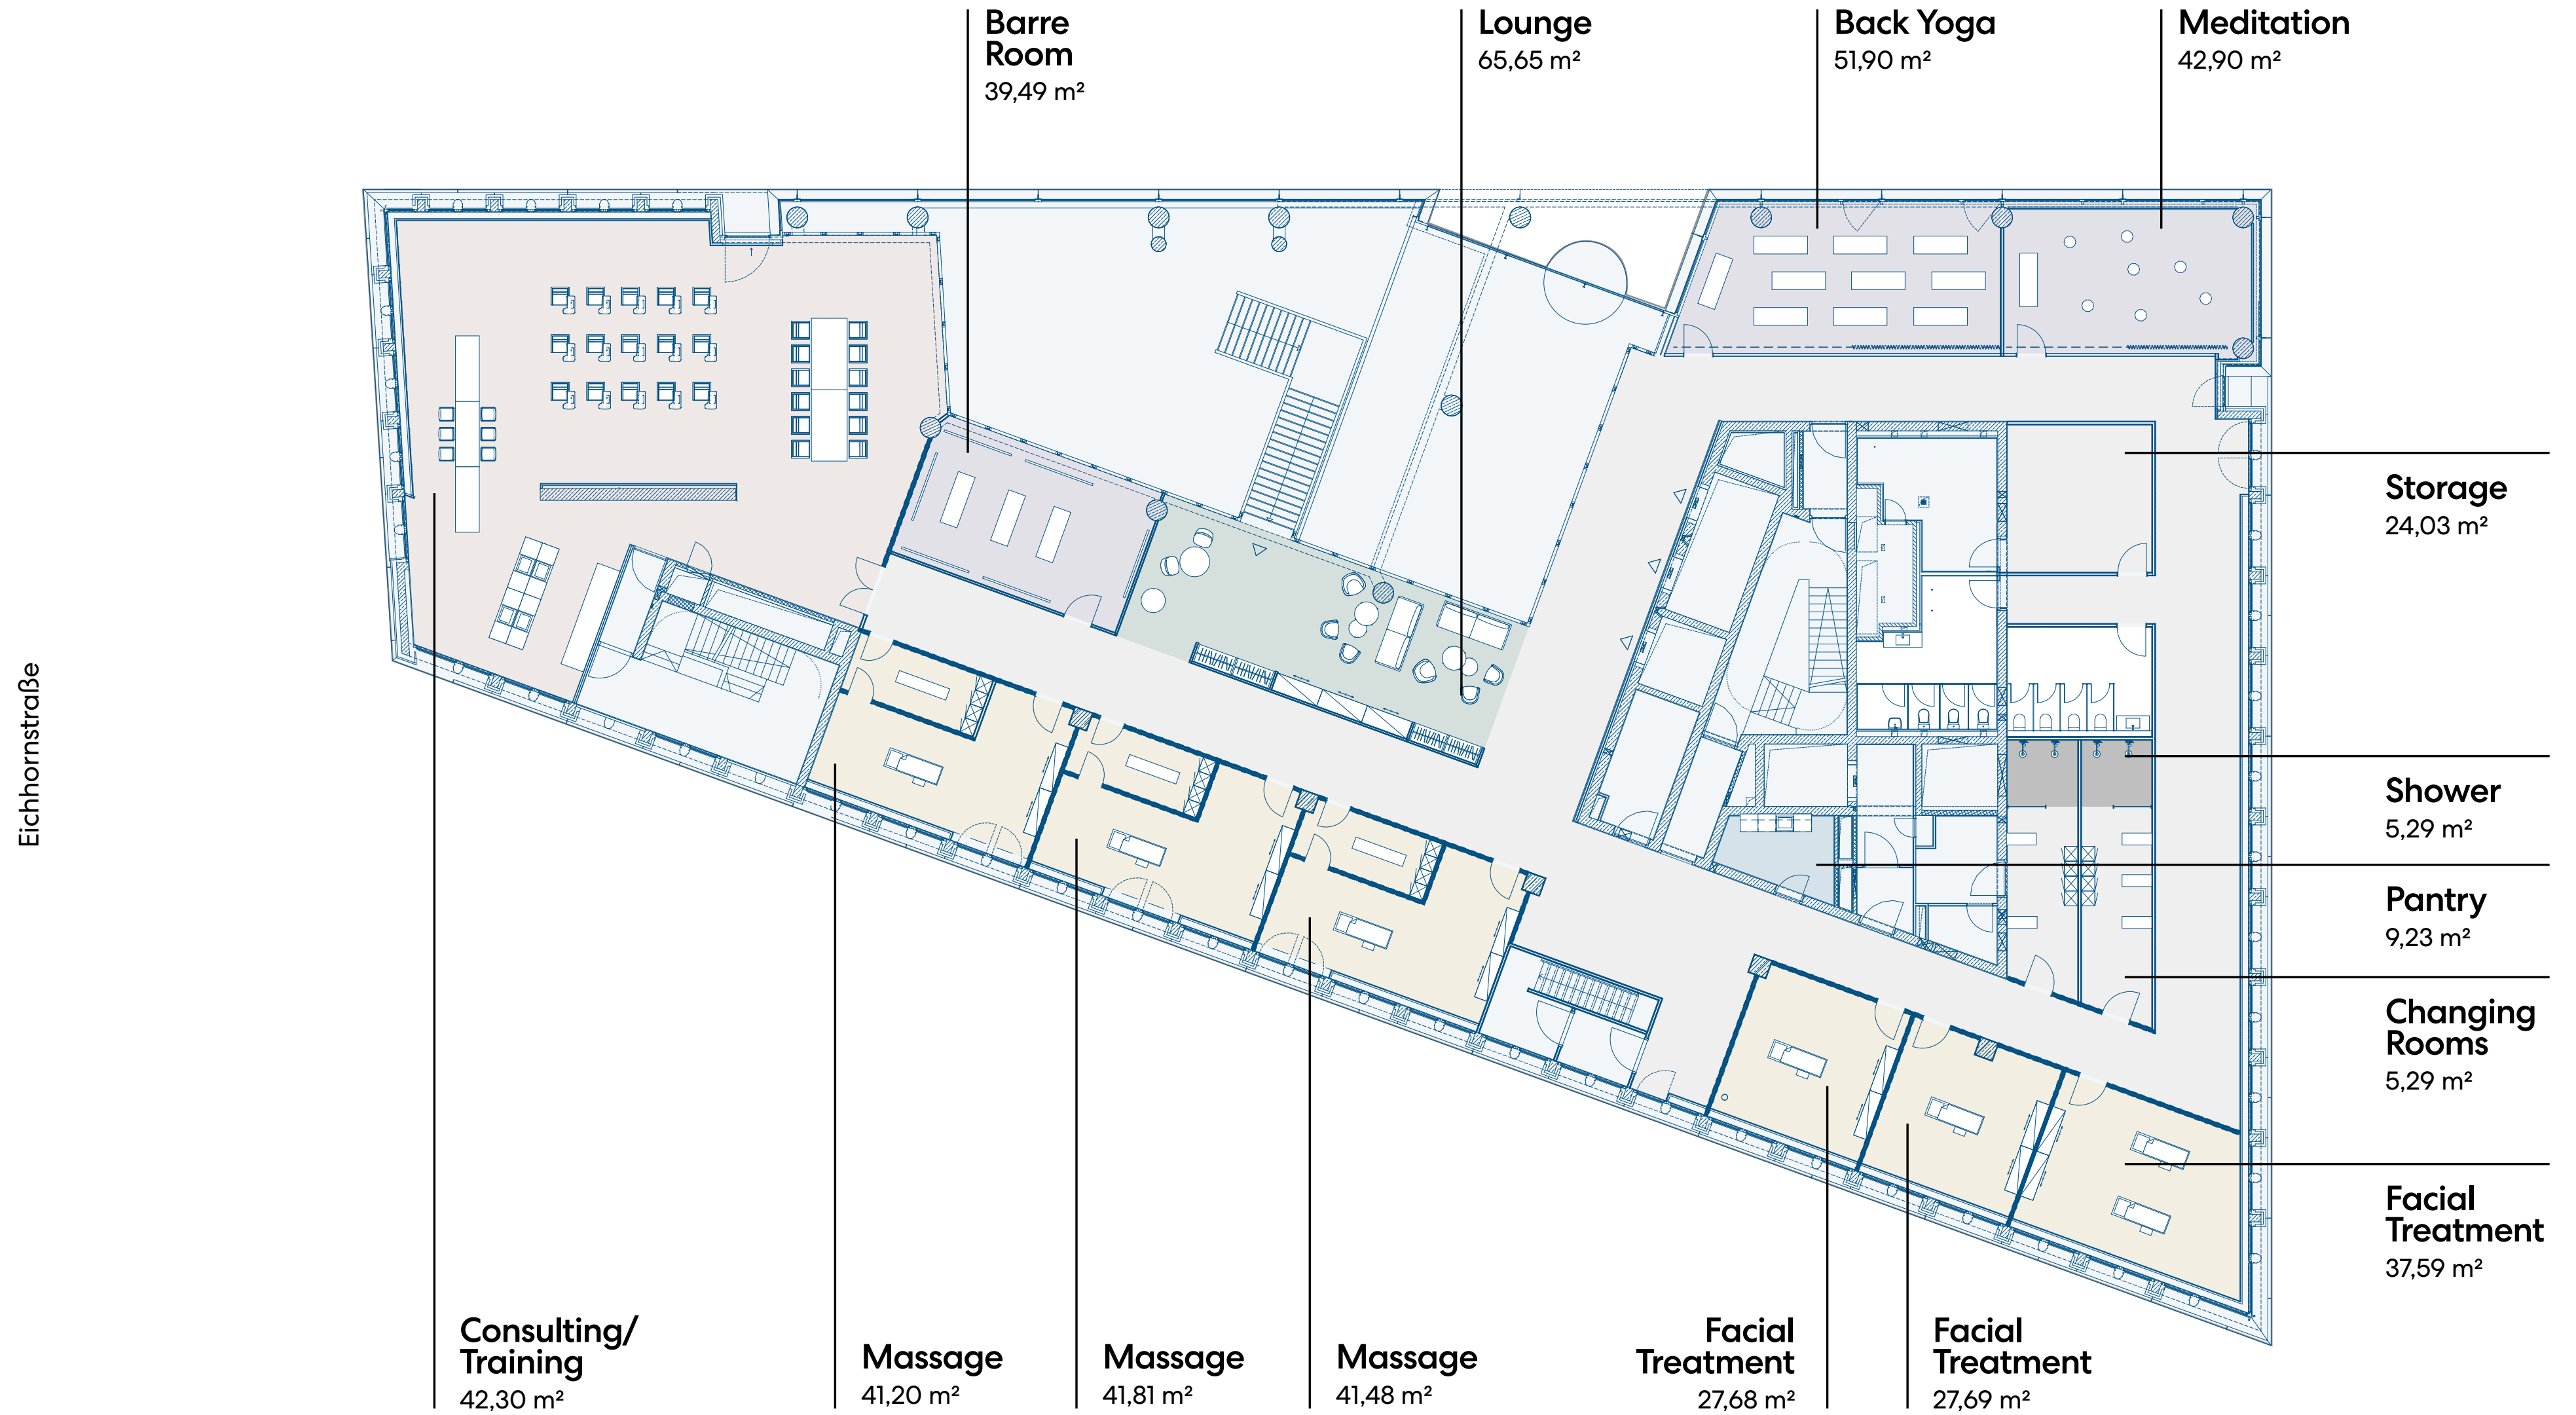 Barre
Room
39,49 m²
Lounge
65,65 m²
Back Yoga
51,90 m²
Meditation
42,90 m²
Storage
24,03 m²
Shower
5,29 m²
Pantry
9,23 m²
Changing
Rooms
5,29 m²
Facial
Treatment
37,59 m²
Eichhornstraße
Consulting/
Training
42,30 m²
Massage
41,20 m²
Massage
41,81 m²
Massage
41,48 m²
Facial
Treatment
27,68 m²
Facial
Treatment
27,69 m²